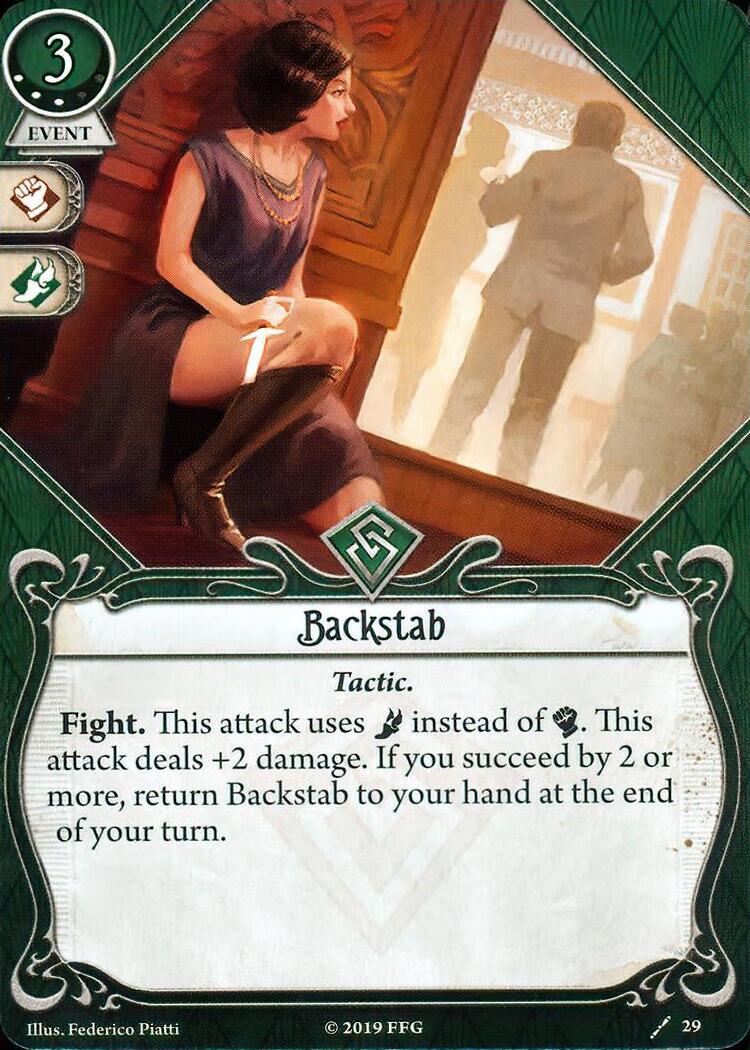 3
EVENT
Backstab
Tactic.
Fight. This attack uses instead of . This
attack deals +2 damage. If you succeed by 2 or
more, return Backstab to your hand at the end
of your turn.
Illus. Federico Piatti
© 2019 FFG
29